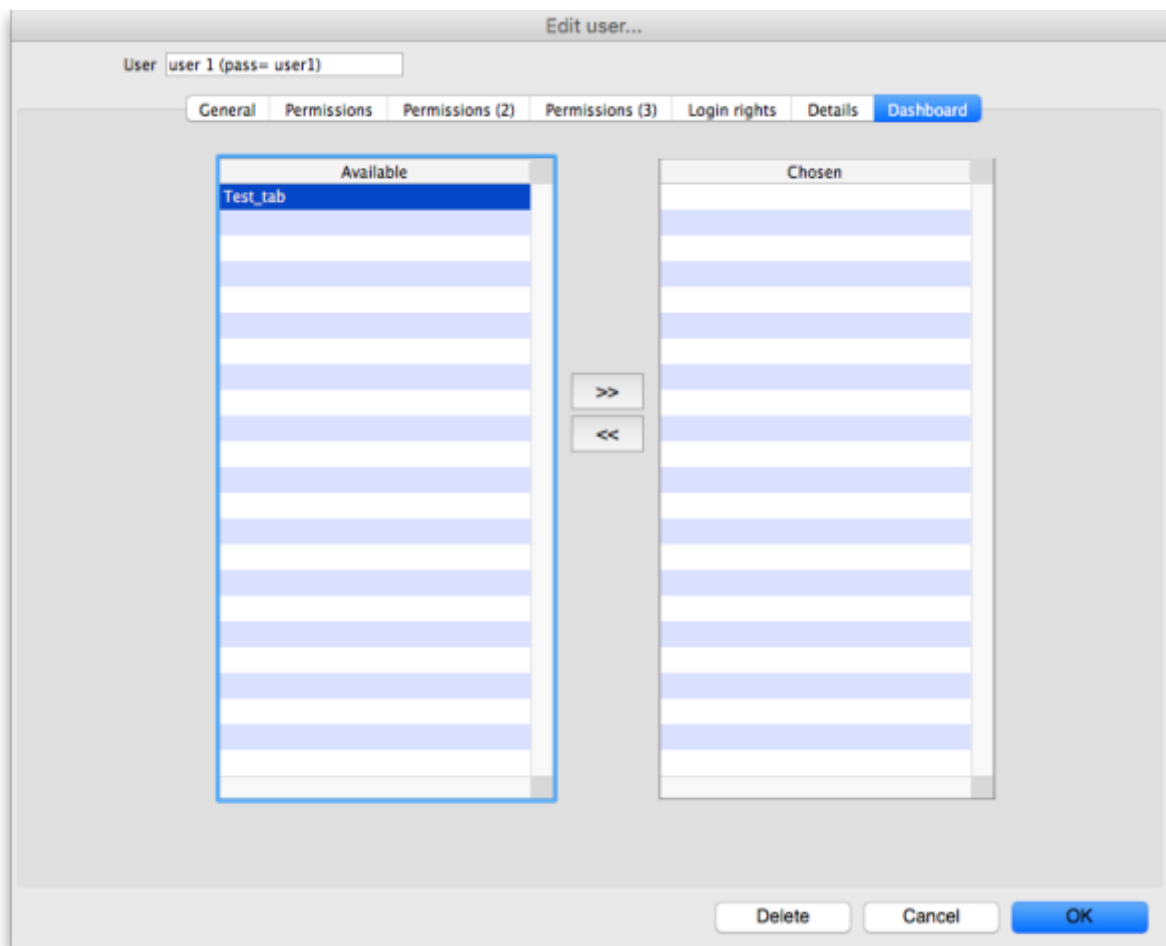 Edit user...
User user 1 (pass= user1)
General Permissions Permissions (2) Permissions (3) Login rights Details Dashboard
Available Chosen
Test_tab
>>
<<
Delete Cancel OK